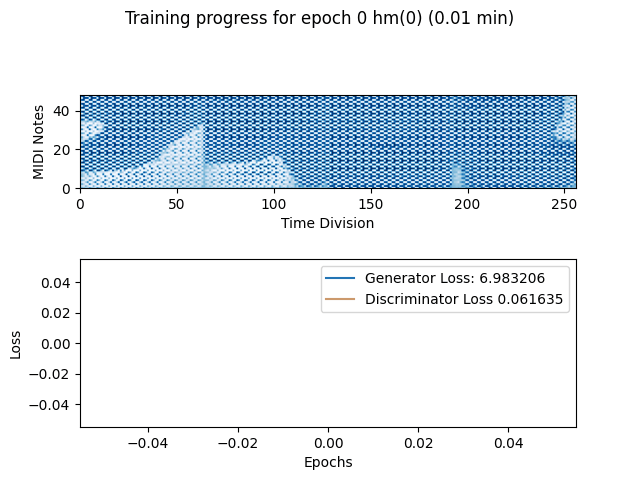 Training progress for epoch 0 hm(0) (0.01 min)
MIDI Notes
40
20
0
0 50 100 150 200 250
Time Division
Generator Loss: 6.983206
Discriminator Loss 0.061635
Loss
0.04
0.02
0.00
−0.02
−0.04
−0.04 −0.02 0.00 0.02 0.04
Epochs